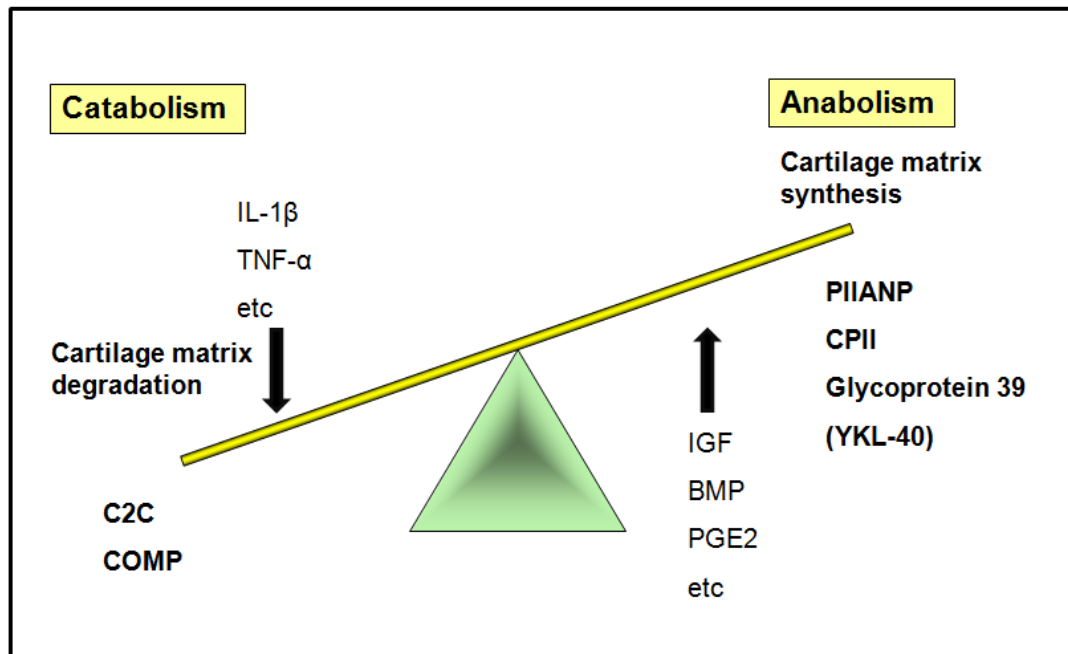 Catabolism
IL-1β
TNF-α
etc
Cartilage matrix
degradation
C2C
COMP
Anabolism
Cartilage matrix
synthesis
PIIANP
CPII
Glycoprotein 39
(YKL-40)
IGF
BMP
PGE2
etc